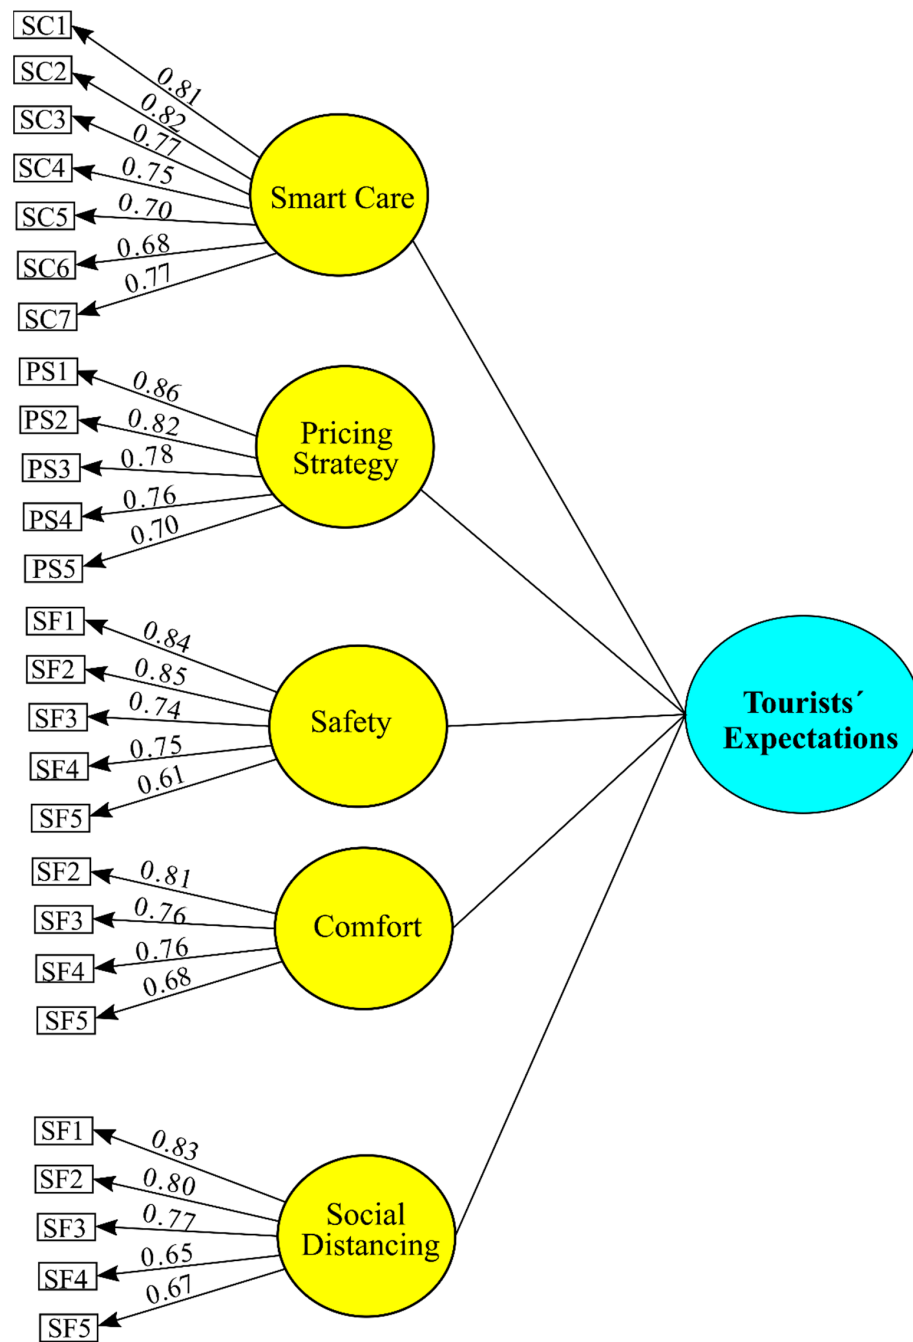 SC1
0.81
SC2
0.82
SC3
0.77
SC4
0.75
SC5
0.70
SC6
0.68
SC7
0.77
Smart Care
PS1
0.86
PS2
0.82
PS3
0.78
PS4
0.76
PS5
0.70
Pricing
Strategy
SF1
0.84
SF2
0.85
SF3
0.74
SF4
0.75
SF5
0.61
Safety
SF2
0.81
SF3
0.76
SF4
0.76
SF5
0.68
Comfort
SF1
0.83
SF2
0.80
SF3
0.77
SF4
0.65
SF5
0.67
Social
Distancing
Tourists´
Expectations